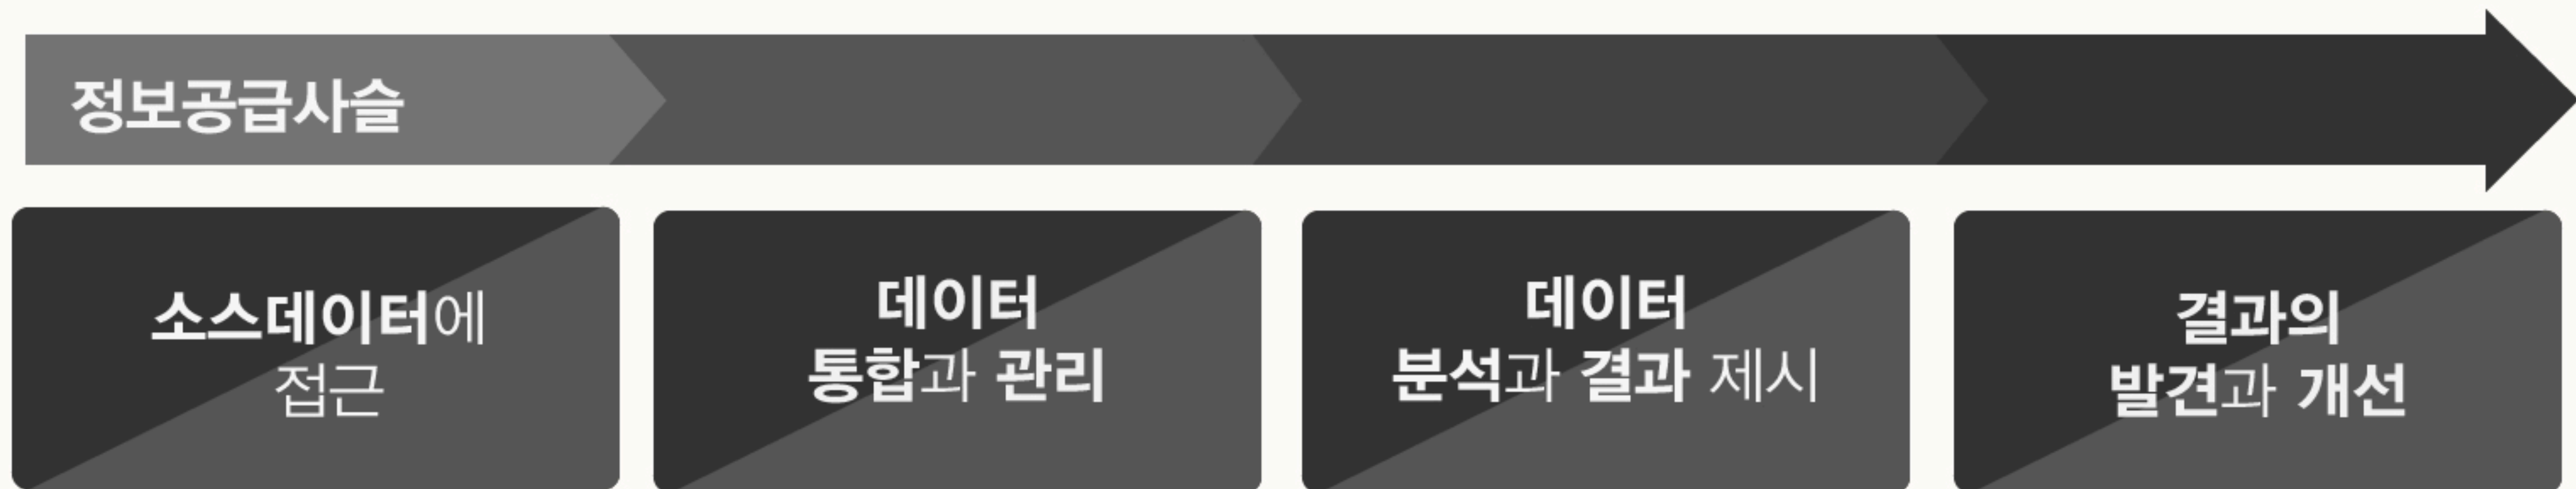 정보공급사슬
소스데이터에
접근
데이터
통합과 관리
데이터
분석과 결과 제시
결과의
발견과 개선